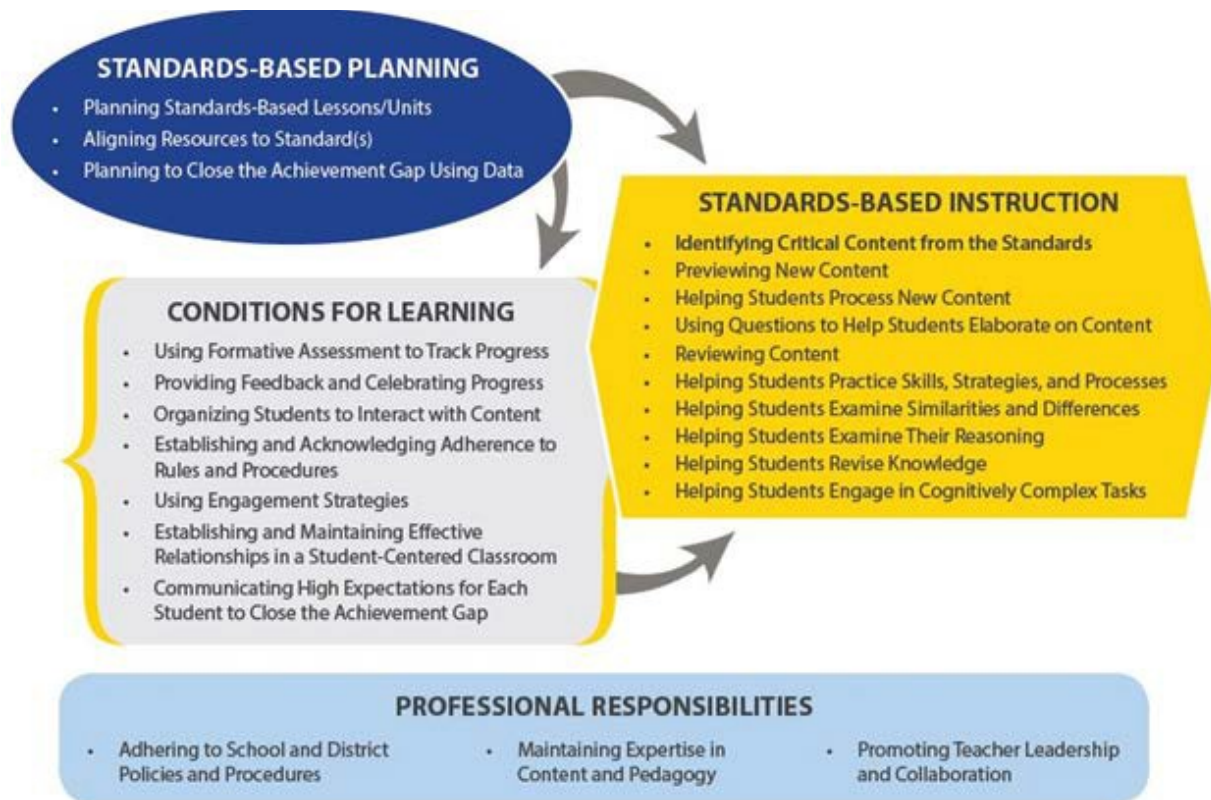 STANDARDS-BASED PLANNING
• Planning Standards-Based Lessons/Units
• Aligning Resources to Standard(s)
• Planning to Close the Achievement Gap Using Data
STANDARDS-BASED INSTRUCTION
• Identifying Critical Content from the Standards
• Previewing New Content
• Helping Students Process New Content
• Using Questions to Help Students Elaborate on Content
• Reviewing Content
• Helping Students Practice Skills, Strategies, and Processes
• Helping Students Examine Similarities and Differences
• Helping Students Examine Their Reasoning
• Helping Students Revise Knowledge
• Helping Students Engage in Cognitively Complex Tasks
CONDITIONS FOR LEARNING
• Using Formative Assessment to Track Progress
• Providing Feedback and Celebrating Progress
• Organizing Students to Interact with Content
• Establishing and Acknowledging Adherence to
Rules and Procedures
• Using Engagement Strategies
• Establishing and Maintaining Effective
Relationships in a Student-Centered Classroom
• Communicating High Expectations for Each
Student to Close the Achievement Gap
PROFESSIONAL RESPONSIBILITIES
• Adhering to School and District
Policies and Procedures
• Maintaining Expertise in
Content and Pedagogy
• Promoting Teacher Leadership
and Collaboration